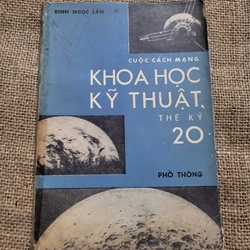 ĐINH NGỌC LÂN
CUỘC CÁCH MẠNG
KHOA HỌC
KỸ THUẬT
THẾ KỶ
20
PHỔ THÔNG